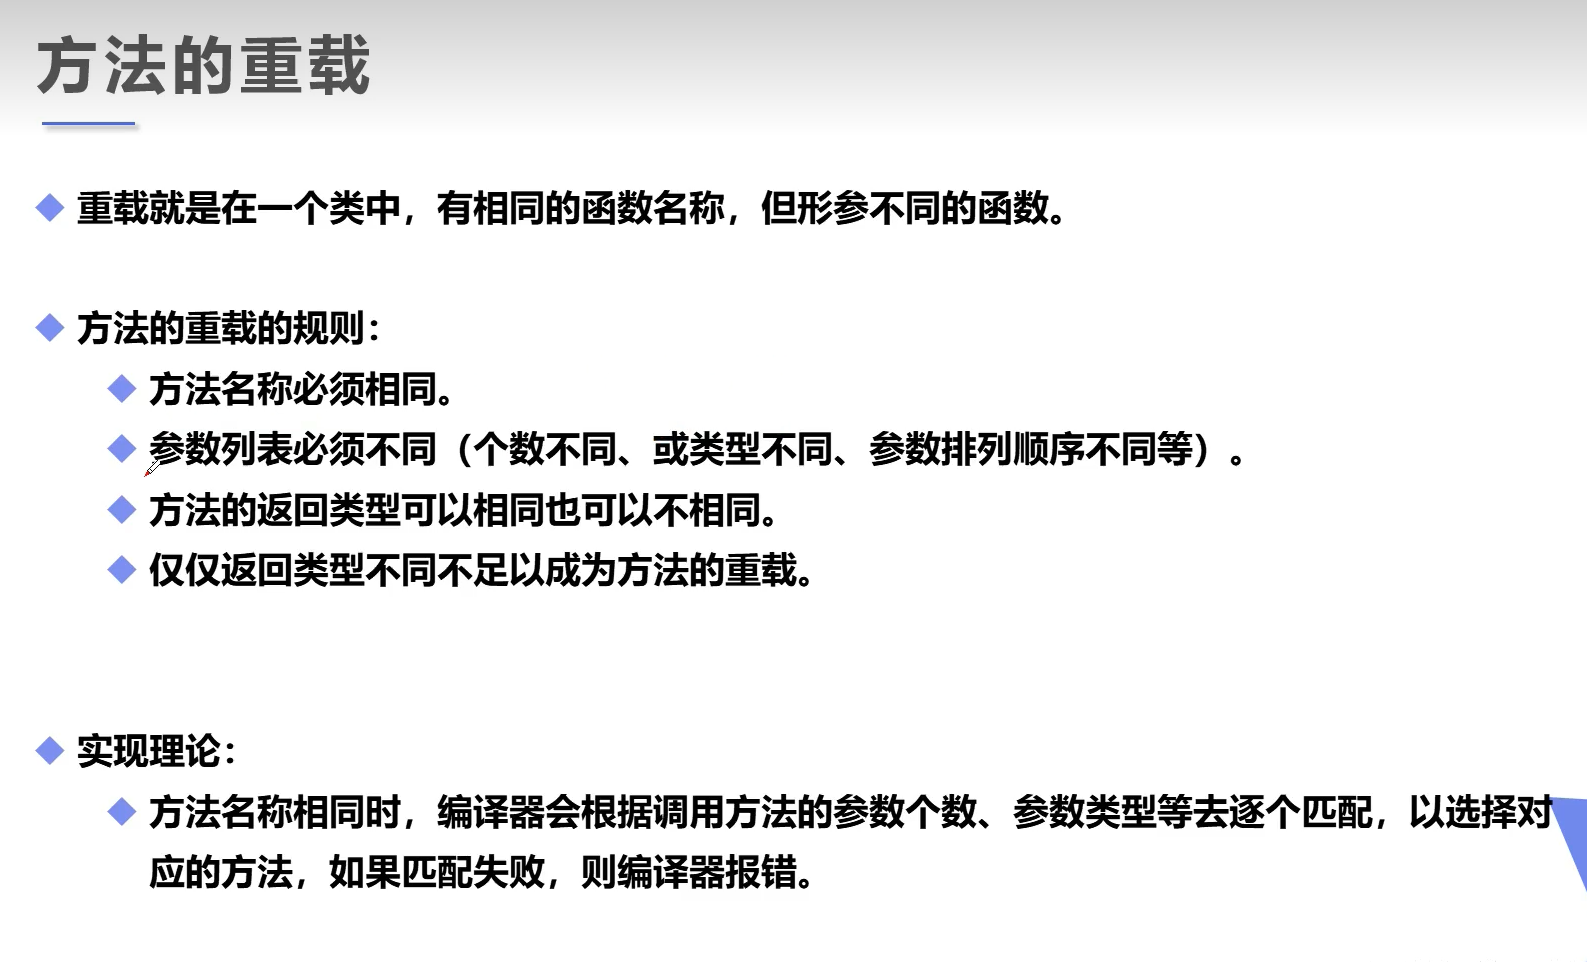 方法的重载
重载就是在一个类中，有相同的函数名称，但形参不同的函数。
方法的重载的规则：
方法名称必须相同。
参数列表必须不同（个数不同、或类型不同、参数排列顺序不同等）。
方法的返回类型可以相同也可以不相同。
仅仅返回类型不同不足以成为方法的重载。
实现理论：
方法名称相同时，编译器会根据调用方法的参数个数、参数类型等去逐个匹配，以选择对
应的方法，如果匹配失败，则编译器报错。